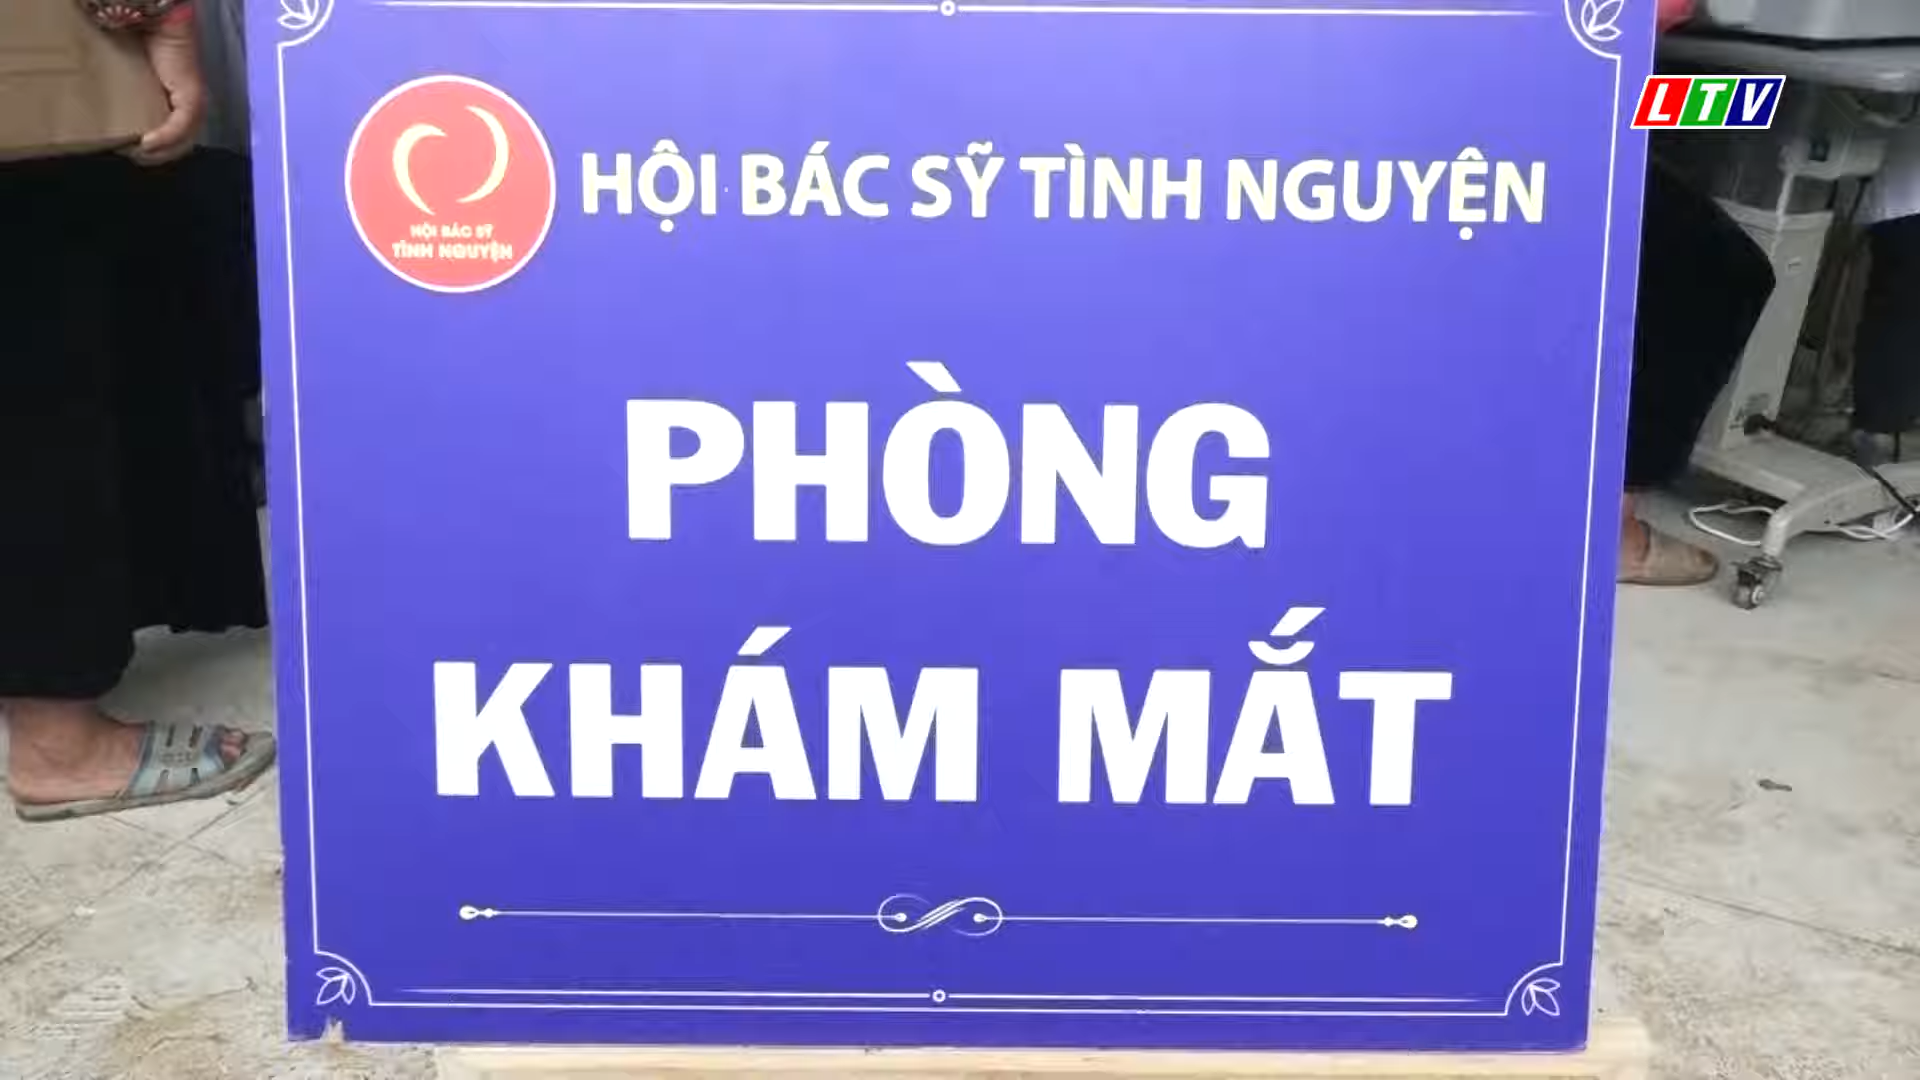 LTV
HỘI BÁC SỸ TÌNH NGUYỆN
HỘI BÁC SỸ
TÌNH NGUYỆN
PHÒNG
KHÁM MẮT